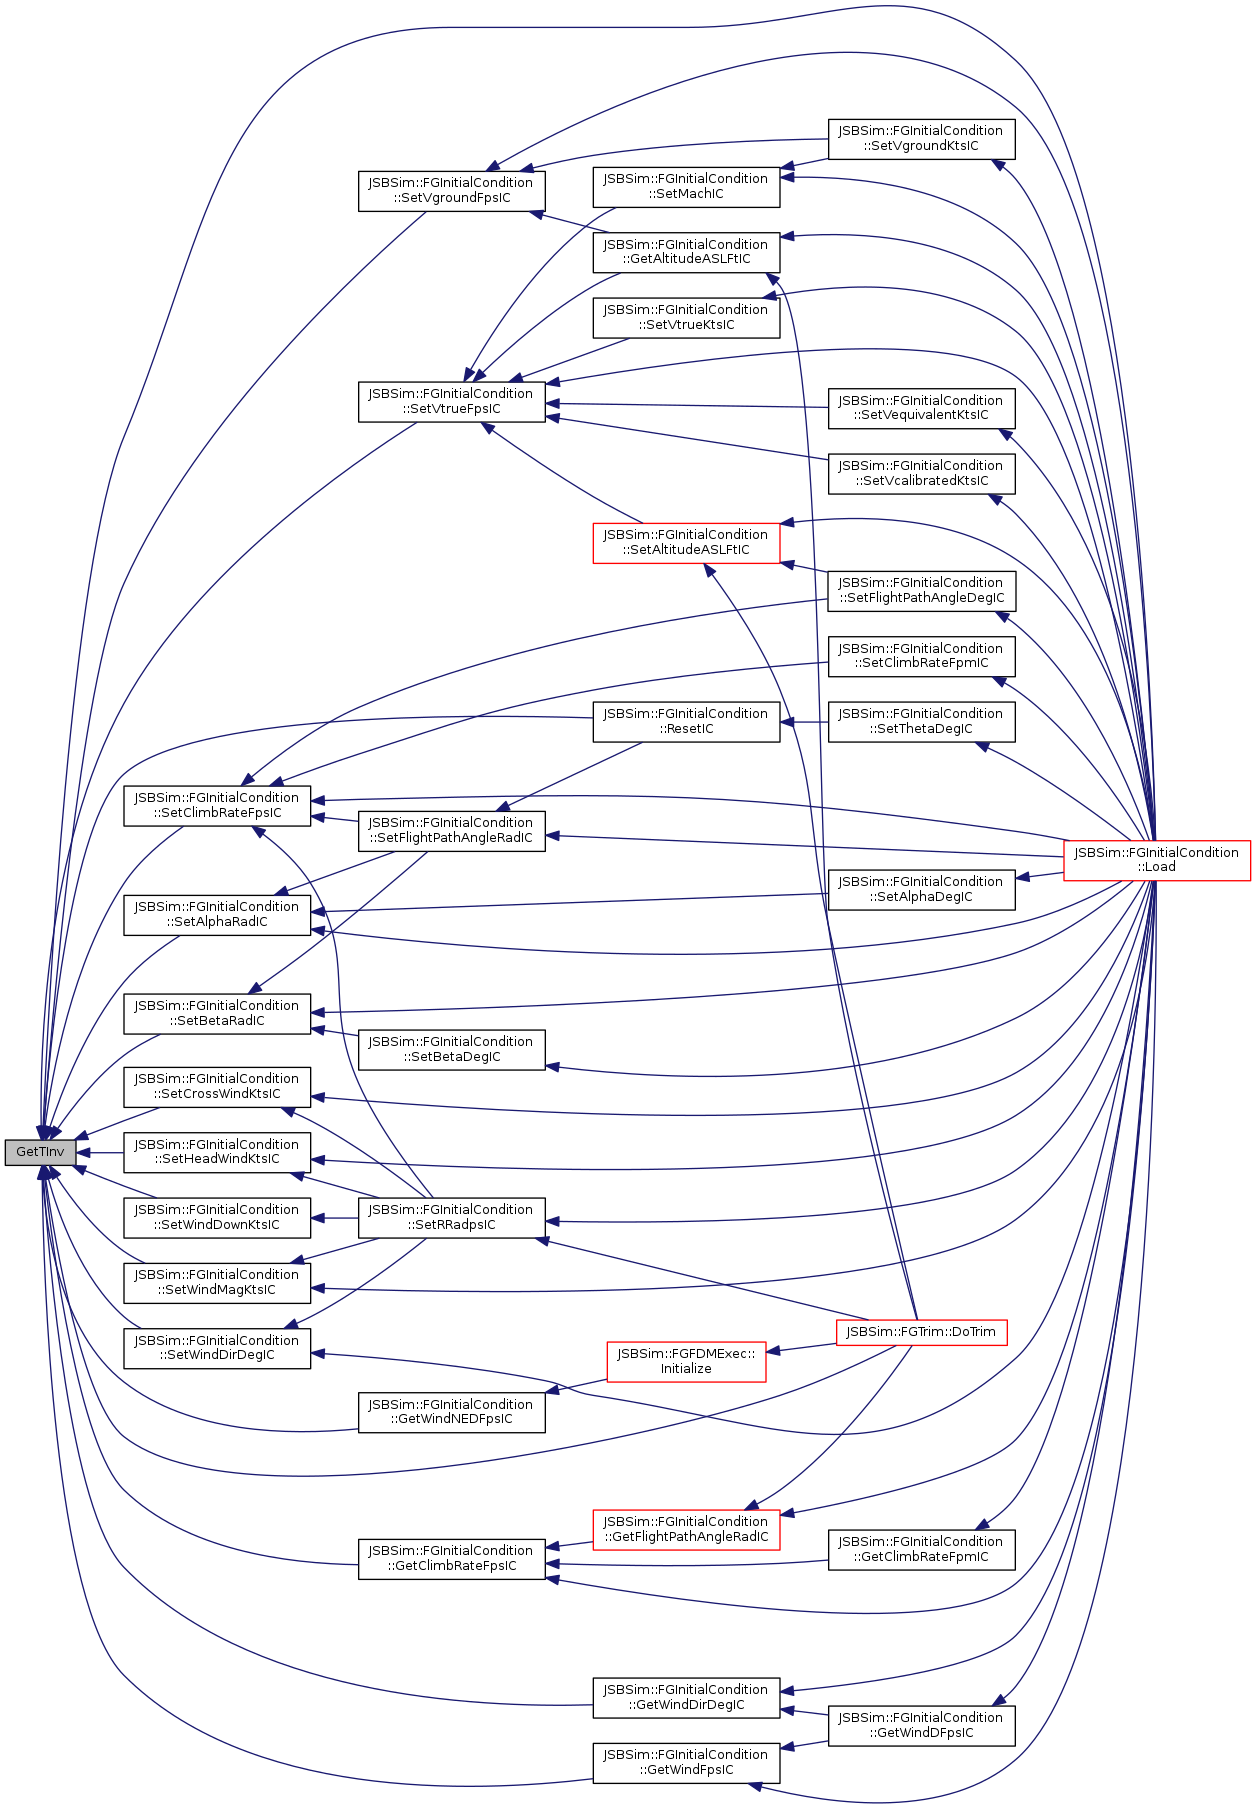 JSBSim::FGInitialCondition
::SetVgroundKtsIC
JSBSim::FGInitialCondition
::SetVgroundFpsIC
JSBSim::FGInitialCondition
::SetMachIC
JSBSim::FGInitialCondition
::GetAltitudeASLFtIC
JSBSim::FGInitialCondition
::SetVtrueKtsIC
JSBSim::FGInitialCondition
::SetVtrueFpsIC
JSBSim::FGInitialCondition
::SetVequivalentKtsIC
JSBSim::FGInitialCondition
::SetVcalibratedKtsIC
JSBSim::FGInitialCondition
::SetAltitudeASLFtIC
JSBSim::FGInitialCondition
::SetFlightPathAngleDegIC
JSBSim::FGInitialCondition
::SetClimbRateFpmIC
JSBSim::FGInitialCondition
::ResetIC
JSBSim::FGInitialCondition
::SetThetaDegIC
JSBSim::FGInitialCondition
::SetClimbRateFpsIC
JSBSim::FGInitialCondition
::SetFlightPathAngleRadIC
JSBSim::FGInitialCondition
::Load
JSBSim::FGInitialCondition
::SetAlphaDegIC
JSBSim::FGInitialCondition
::SetAlphaRadIC
JSBSim::FGInitialCondition
::SetBetaRadIC
JSBSim::FGInitialCondition
::SetBetaDegIC
JSBSim::FGInitialCondition
::SetCrossWindKtsIC
GetTInv
JSBSim::FGInitialCondition
::SetHeadWindKtsIC
JSBSim::FGInitialCondition
::SetWindDownKtsIC
JSBSim::FGInitialCondition
::SetRRadpsIC
JSBSim::FGInitialCondition
::SetWindMagKtsIC
JSBSim::FGInitialCondition
::SetWindDirDegIC
JSBSim::FGTrim::DoTrim
JSBSim::FGFDMExec::
Initialize
JSBSim::FGInitialCondition
::GetWindNEDFpsIC
JSBSim::FGInitialCondition
::GetFlightPathAngleRadIC
JSBSim::FGInitialCondition
::GetClimbRateFpmIC
JSBSim::FGInitialCondition
::GetClimbRateFpsIC
JSBSim::FGInitialCondition
::GetWindDirDegIC
JSBSim::FGInitialCondition
::GetWindDFpsIC
JSBSim::FGInitialCondition
::GetWindFpsIC